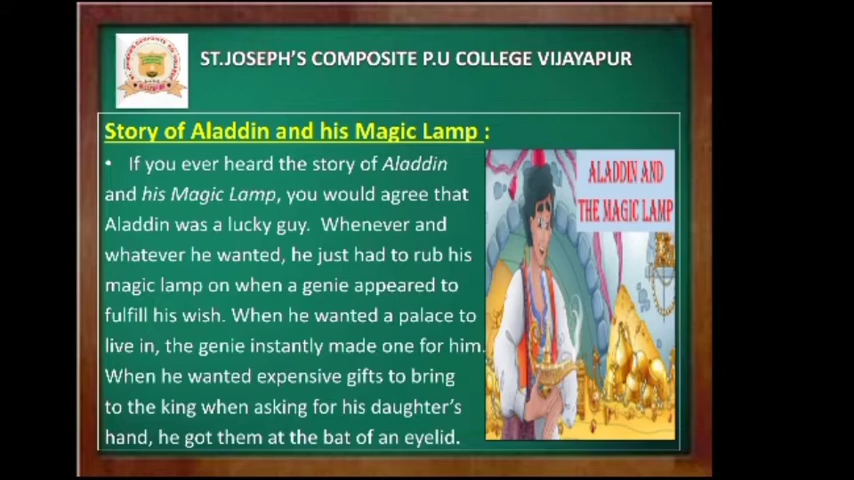 ST.JOSEPH'S COMPOSITE P.U COLLEGE VIJAYAPUR
Story of Aladdin and his Magic Lamp :
• If you ever heard the story of Aladdin
and his Magic Lamp, you would agree that
Aladdin was a lucky guy. Whenever and
whatever he wanted, he just had to rub his
magic lamp on when a genie appeared to
fulfill his wish. When he wanted a palace to
live in, the genie instantly made one for him.
When he wanted expensive gifts to bring
to the king when asking for his daughter's
hand, he got them at the bat of an eyelid.
ALADDIN AND
THE MAGIC LAMP